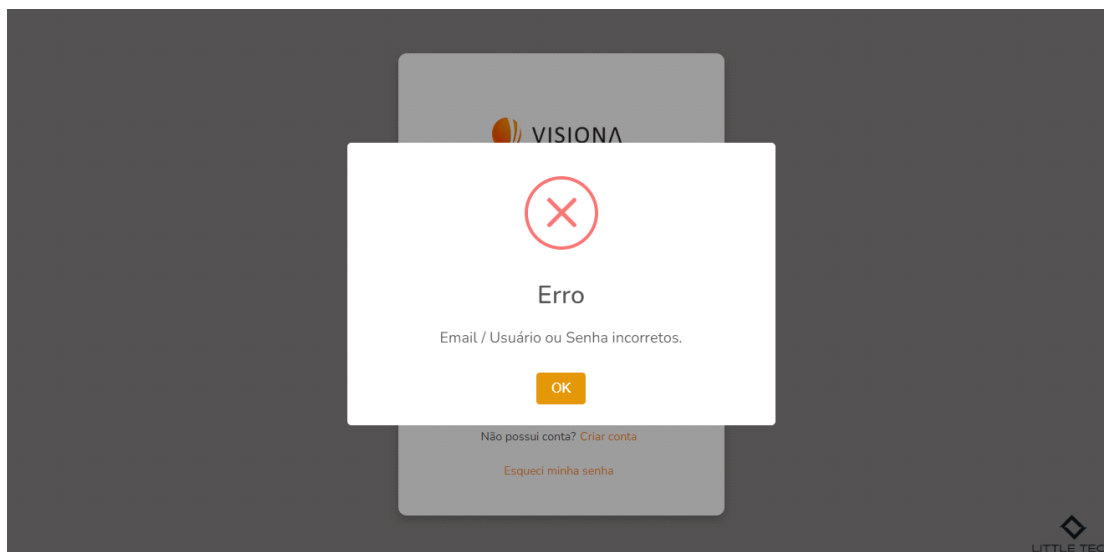 VISIONA
Erro
Email / Usuário ou Senha incorretos.
OK
Não possui conta? Criar conta
Esqueci minha senha
LITTLE TEC